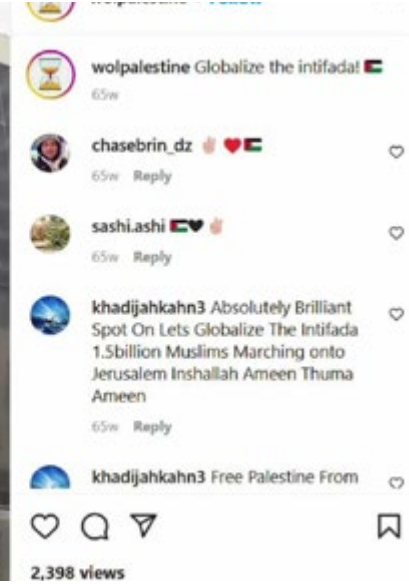 wolpalestine Globalize the intifada! 🇵🇸
65w
chasebrin_dz ✌🏻 ❤️🇵🇸
65w Reply
sashi.ashi 🇵🇸🖤✌🏻
65w Reply
khadijahkahn3 Absolutely Brilliant
Spot On Lets Globalize The Intifada
1.5billion Muslims Marching onto
Jerusalem Inshallah Ameen Thuma
Ameen
65w Reply
khadijahkahn3 Free Palestine From
2,398 views